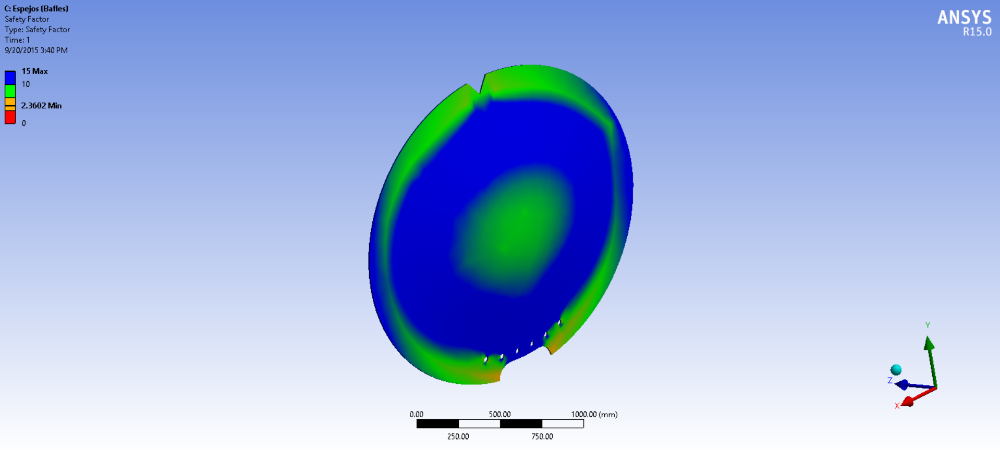 C: Espejos (Bafles)
Safety Factor
Type: Safety Factor
Time: 1
9/20/2015 3:40 PM
15 Max
10
2.3602 Min
0
ANSYS
R15.0
Y
Z
X
0.00 500.00 1000.00 (mm)
250.00 750.00